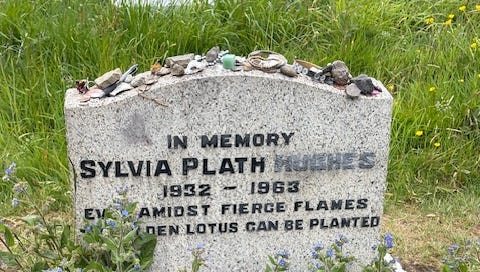 IN MEMORY
SYLVIA PLATH HUGHES
1932 - 1963
AMIDST FIERCE FLAMES
LOTUS CAN BE PLANTED